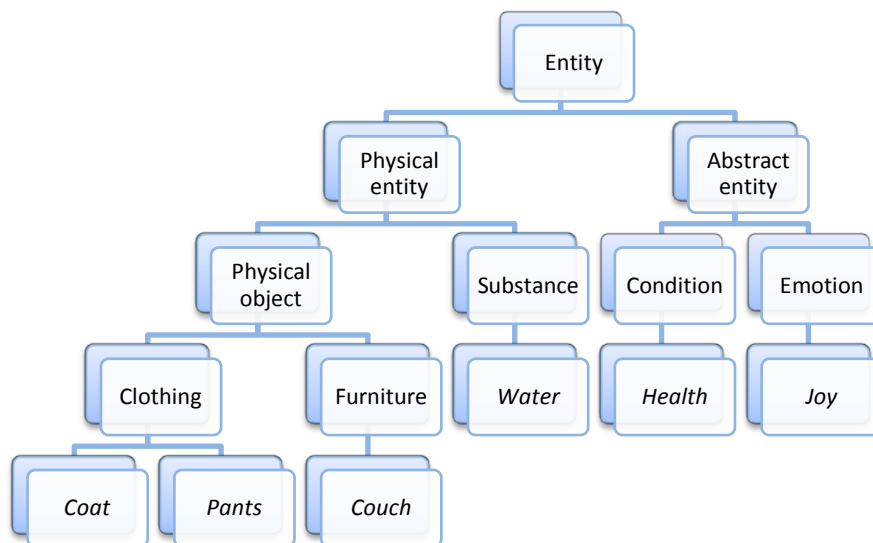 Entity
Physical
entity
Abstract
entity
Physical
object
Substance
Condition
Emotion
Clothing
Furniture
Water
Health
Joy
Coat
Pants
Couch